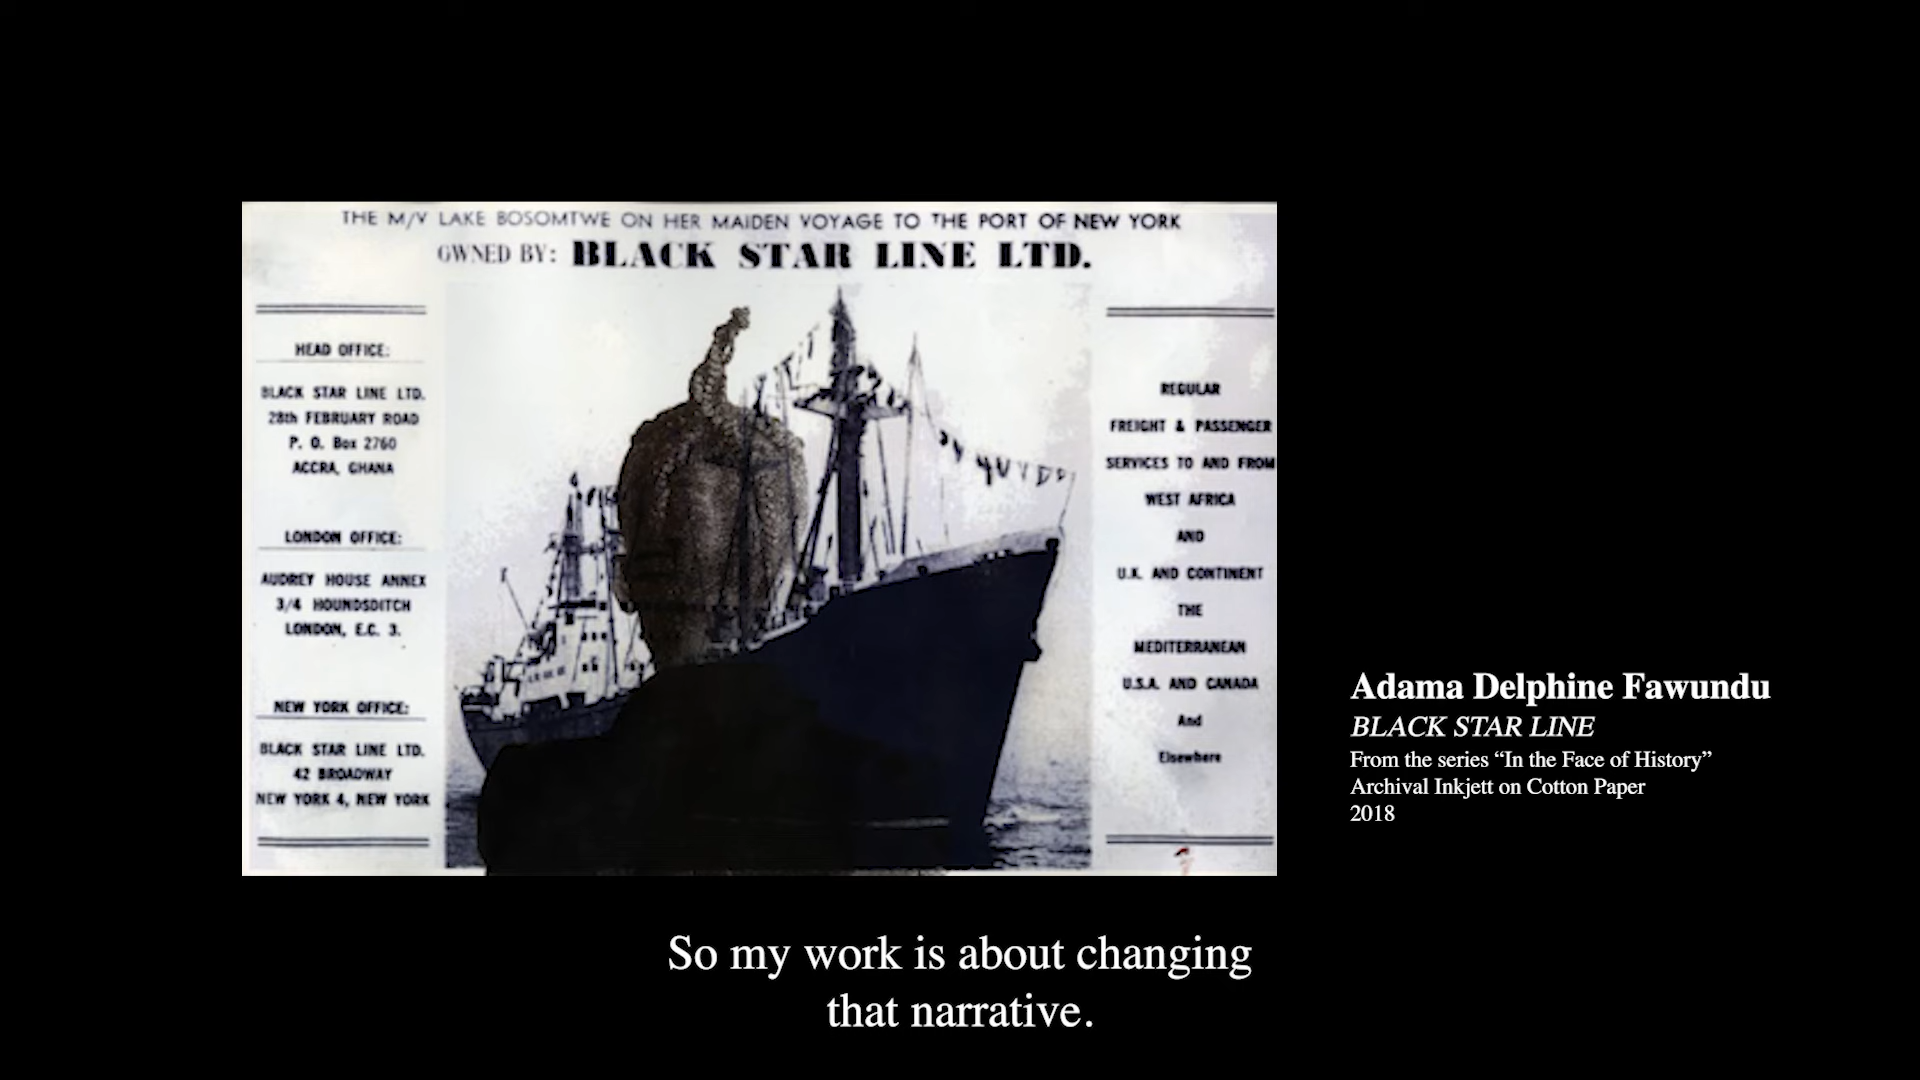 THE M/V LAKE BOSOMTWE ON HER MAIDEN VOYAGE TO THE PORT OF NEW YORK
OWNED BY: BLACK STAR LINE LTD.
HEAD OFFICE:
BLACK STAR LINE LTD.
28th FEBRUARY ROAD
P. O. Box 2760
ACCRA, GHANA
LONDON OFFICE:
AUDREY HOUSE ANNEX
3/4 HOUNDSDITCH
LONDON, E.C. 3.
NEW YORK OFFICE:
BLACK STAR LINE LTD.
42 BROADWAY
NEW YORK 4, NEW YORK
REGULAR
FREIGHT & PASSENGER
SERVICES TO AND FROM
WEST AFRICA
AND
U.K. AND CONTINENT
THE
MEDITERRANEAN
U.S.A. AND CANADA
And
Elsewhere
Adama Delphine Fawundu
BLACK STAR LINE
From the series “In the Face of History”
Archival Inkjett on Cotton Paper
2018
So my work is about changing
that narrative.